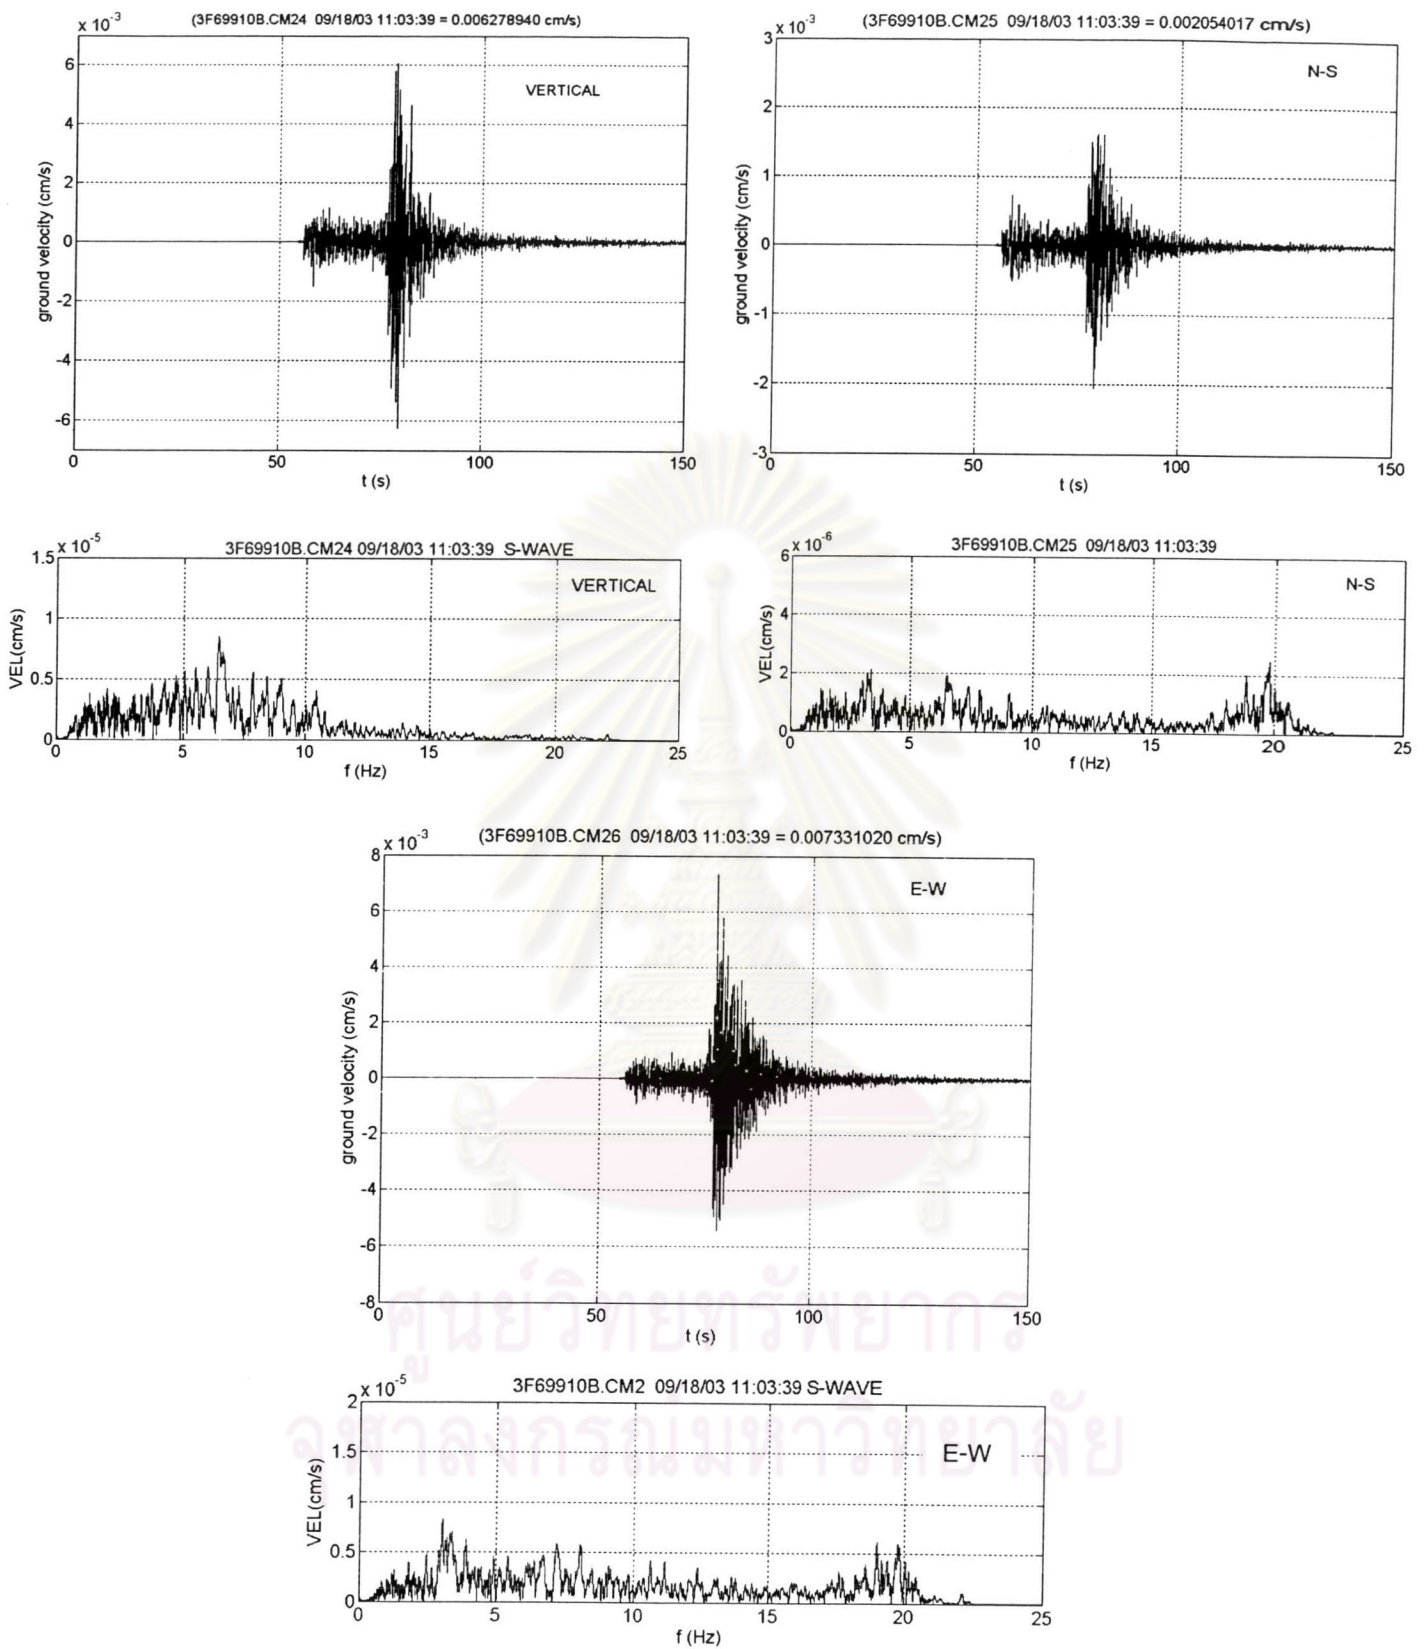 (3F69910B.CM24 09/18/03 11:03:39 = 0.006278940 cm/s)
x 10-3
VERTICAL
6
4
2
0
-2
-4
-6
ground velocity (cm/s)
0 50 100 150
t (s)
(3F69910B.CM25 09/18/03 11:03:39 = 0.002054017 cm/s)
3 x 10-3
N-S
2
1
0
-1
-2
-3
ground velocity (cm/s)
0 50 100 150
t (s)
3F69910B.CM24 09/18/03 11:03:39 S-WAVE
1.5 x 10-5
VERTICAL
1
0.5
0
VEL(cm/s)
0 5 10 15 20 25
f (Hz)
3F69910B.CM25 09/18/03 11:03:39
6 x 10-6
N-S
4
2
0
VEL(cm/s)
0 5 10 15 20 25
f (Hz)
(3F69910B.CM26 09/18/03 11:03:39 = 0.007331020 cm/s)
8 x 10-3
E-W
6
4
2
0
-2
-4
-6
-8
ground velocity (cm/s)
0 50 100 150
t (s)
ศูนย์วิทยทรัพยากร
จุฬาลงกรณ์มหาวิทยาลัย
3F69910B.CM2 09/18/03 11:03:39 S-WAVE
2 x 10-5
E-W
1.5
1
0.5
0
VEL(cm/s)
0 5 10 15 20 25
f (Hz)